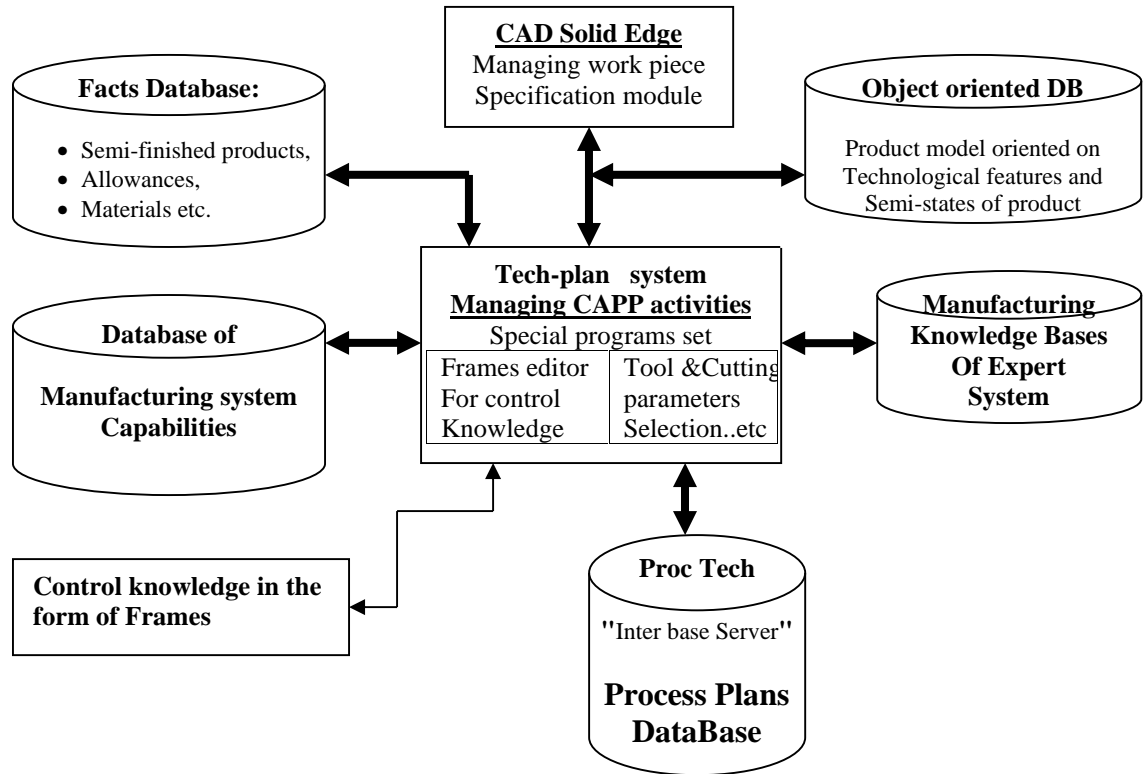 CAD Solid Edge
Managing work piece
Specification module
Facts Database:
• Semi-finished products,
• Allowances,
• Materials etc.
Object oriented DB
Product model oriented on
Technological features and
Semi-states of product
Tech-plan system
Managing CAPP activities
Special programs set
Frames editor
For control
Knowledge
Tool &Cutting
parameters
Selection..etc
Database of
Manufacturing system
Capabilities
Manufacturing
Knowledge Bases
Of Expert
System
Control knowledge in the
form of Frames
Proc Tech
"Inter base Server"
Process Plans
DataBase